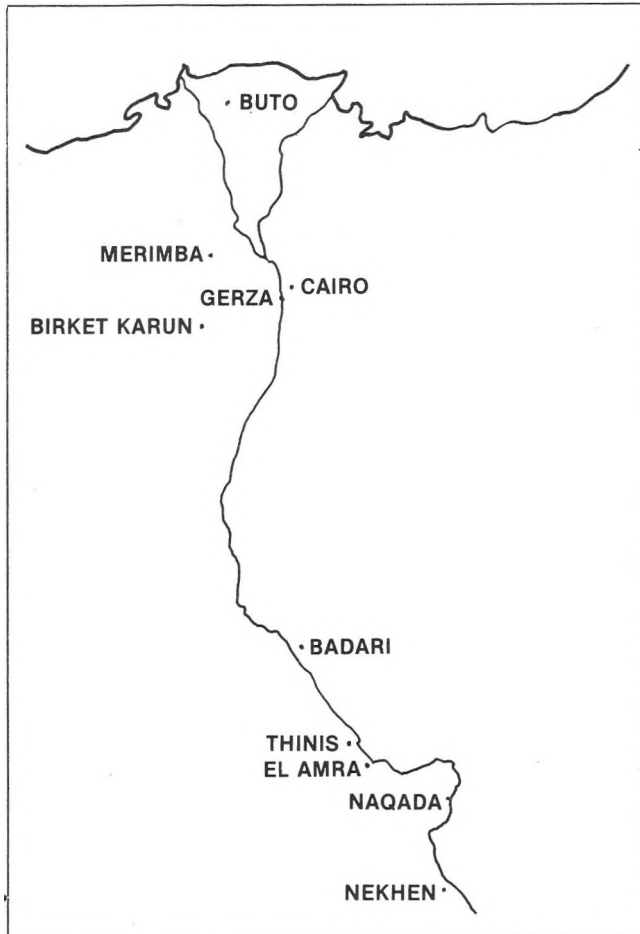 BUTO
MERIMBA
CAIRO
GERZA
BIRKET KARUN
BADARI
THINIS
EL AMRA
NAQADA
NEKHEN